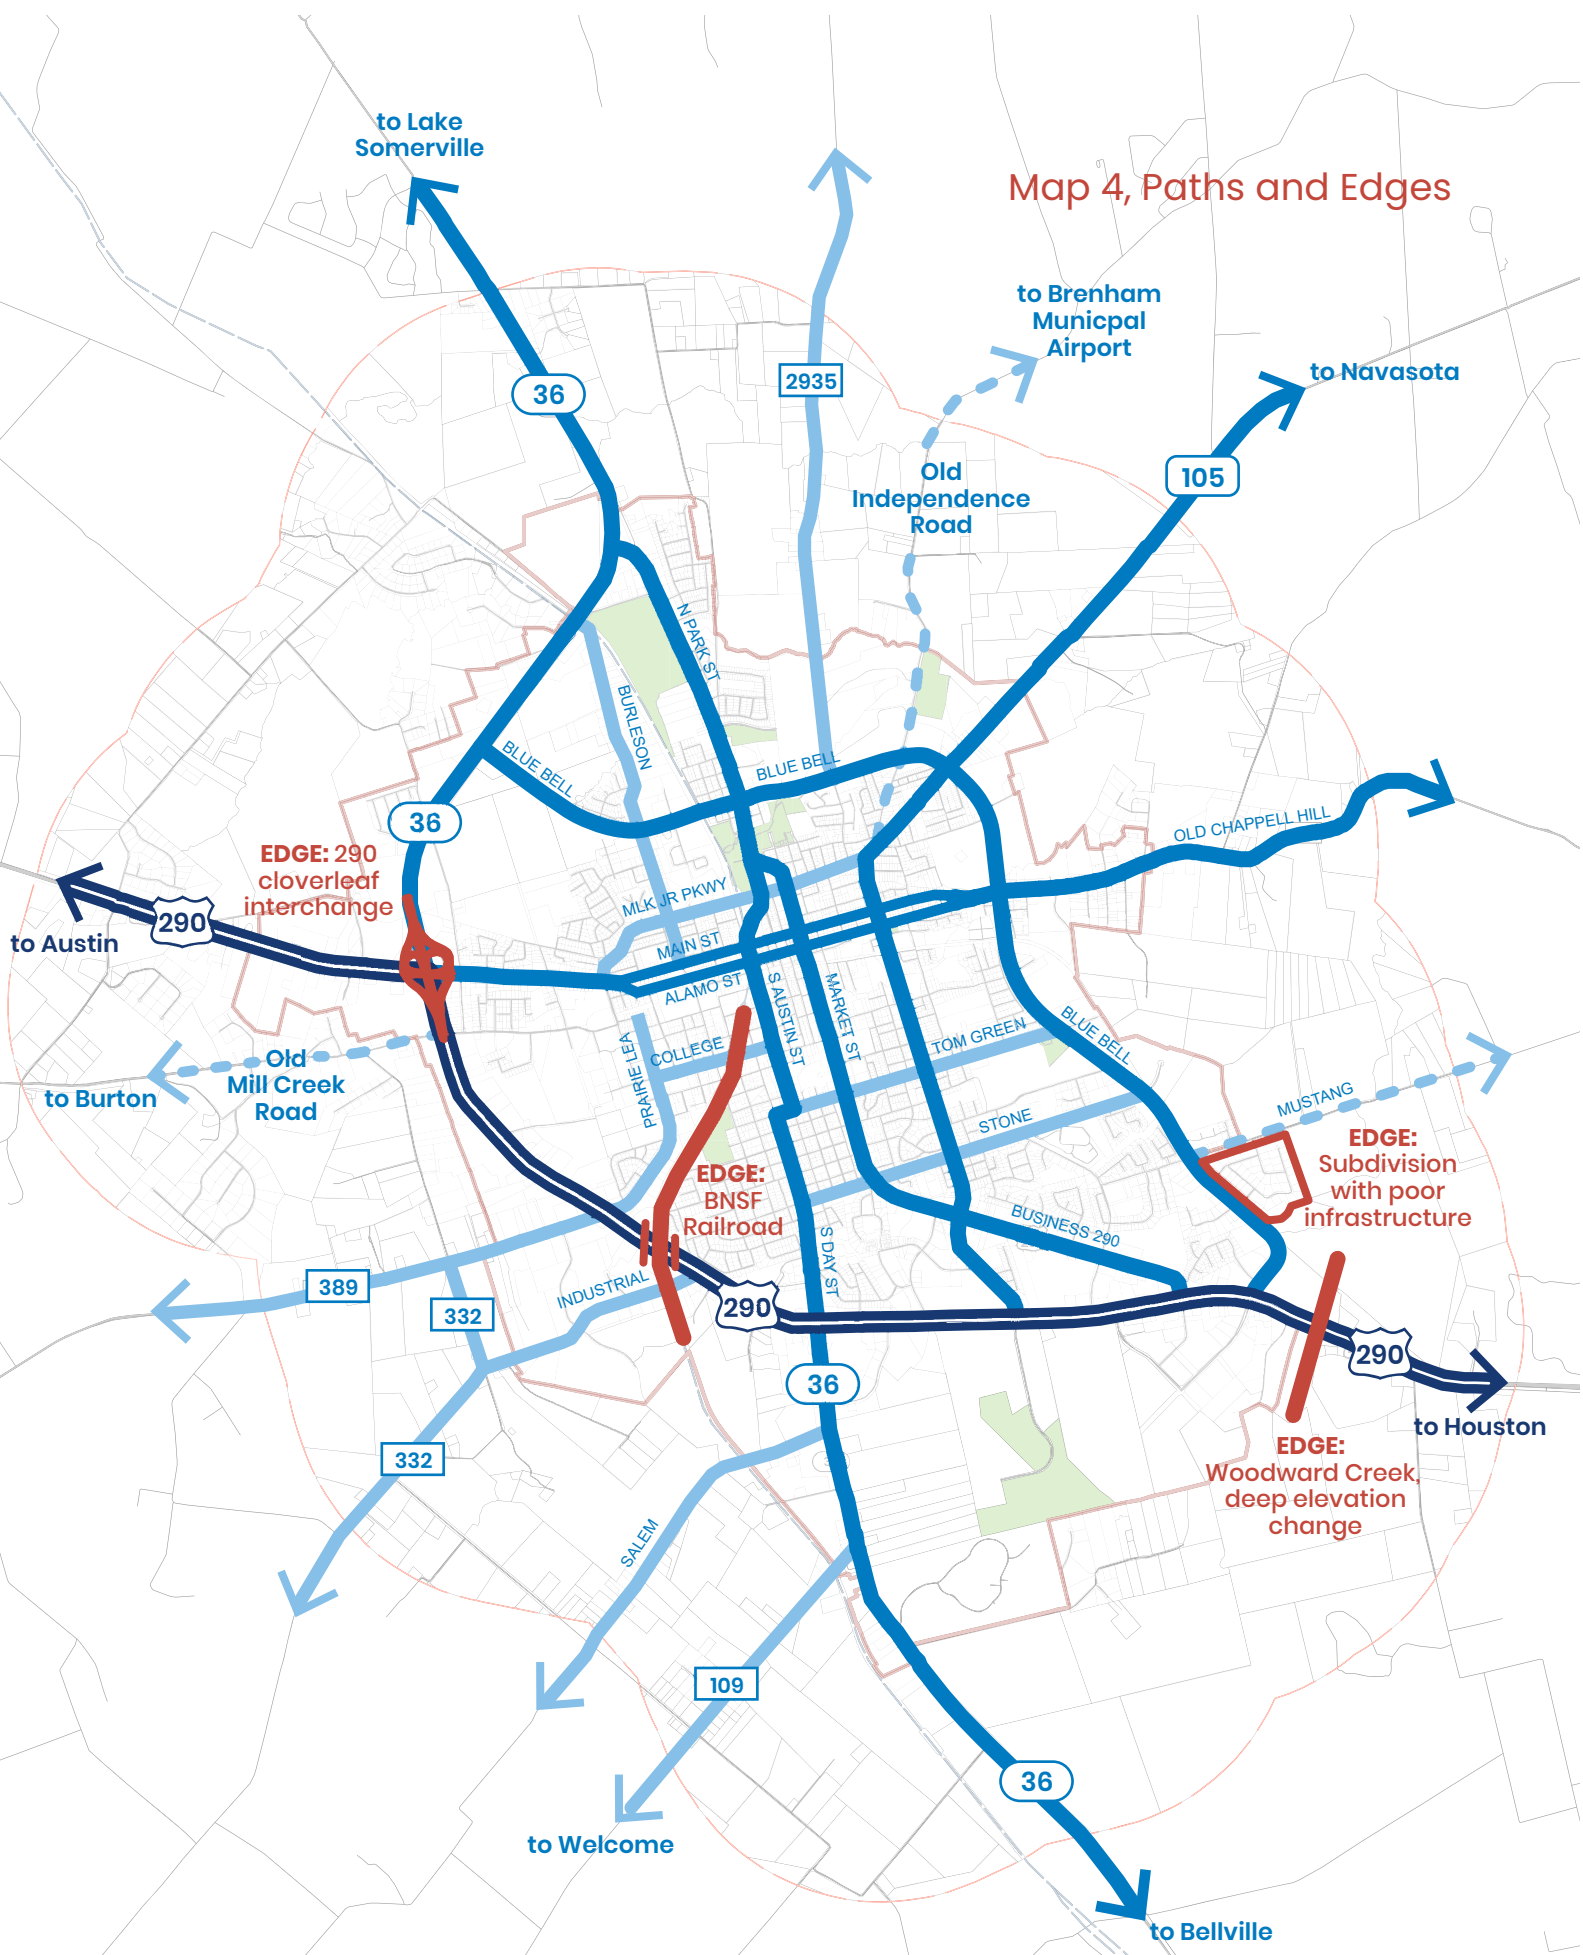 to Lake
Somerville
Map 4, Paths and Edges
to Brenham
Municpal
Airport
to Navasota
2935
36
Old
Independence
Road
105
N PARK ST
BURLESON
BLUE BELL
BLUE BELL
36
OLD CHAPPELL HILL
EDGE: 290
cloverleaf
interchange
290
to Austin
MLK JR PKWY
MAIN ST
ALAMO ST
S AUSTIN ST
MARKET ST
TOM GREEN
BLUE BELL
PRAIRIE LEA
COLLEGE
Old
Mill Creek
Road
to Burton
MUSTANG
STONE
EDGE:
Subdivision
with poor
infrastructure
EDGE:
BNSF
Railroad
BUSINESS 290
S DAY ST
389
332
INDUSTRIAL
290
290
36
to Houston
332
EDGE:
Woodward Creek,
deep elevation
change
SALEM
109
36
to Welcome
to Bellville